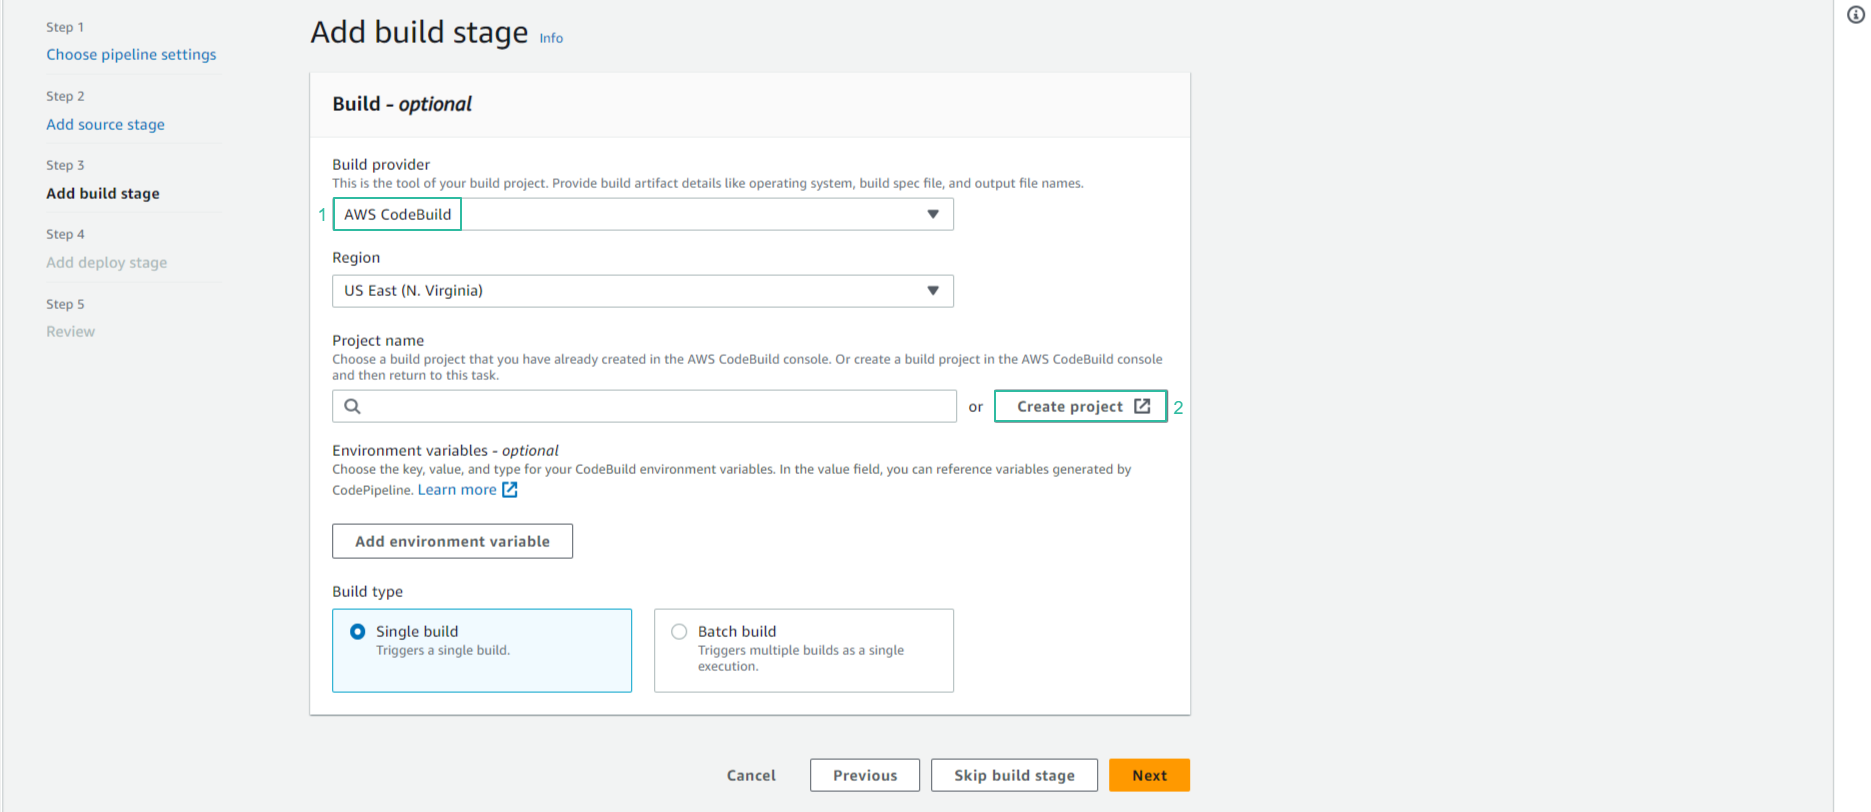 Step 1
Choose pipeline settings
Step 2
Add source stage
Step 3
Add build stage
Step 4
Add deploy stage
Step 5
Review
Add build stage Info
Build - optional
Build provider
This is the tool of your build project. Provide build artifact details like operating system, build spec file, and output file names.
1 AWS CodeBuild
Region
US East (N. Virginia)
Project name
Choose a build project that you have already created in the AWS CodeBuild console. Or create a build project in the AWS CodeBuild console
and then return to this task.
or Create project 2
Environment variables - optional
Choose the key, value, and type for your CodeBuild environment variables. In the value field, you can reference variables generated by
CodePipeline. Learn more
Add environment variable
Build type
Single build
Triggers a single build.
Batch build
Triggers multiple builds as a single
execution.
Cancel Previous Skip build stage Next